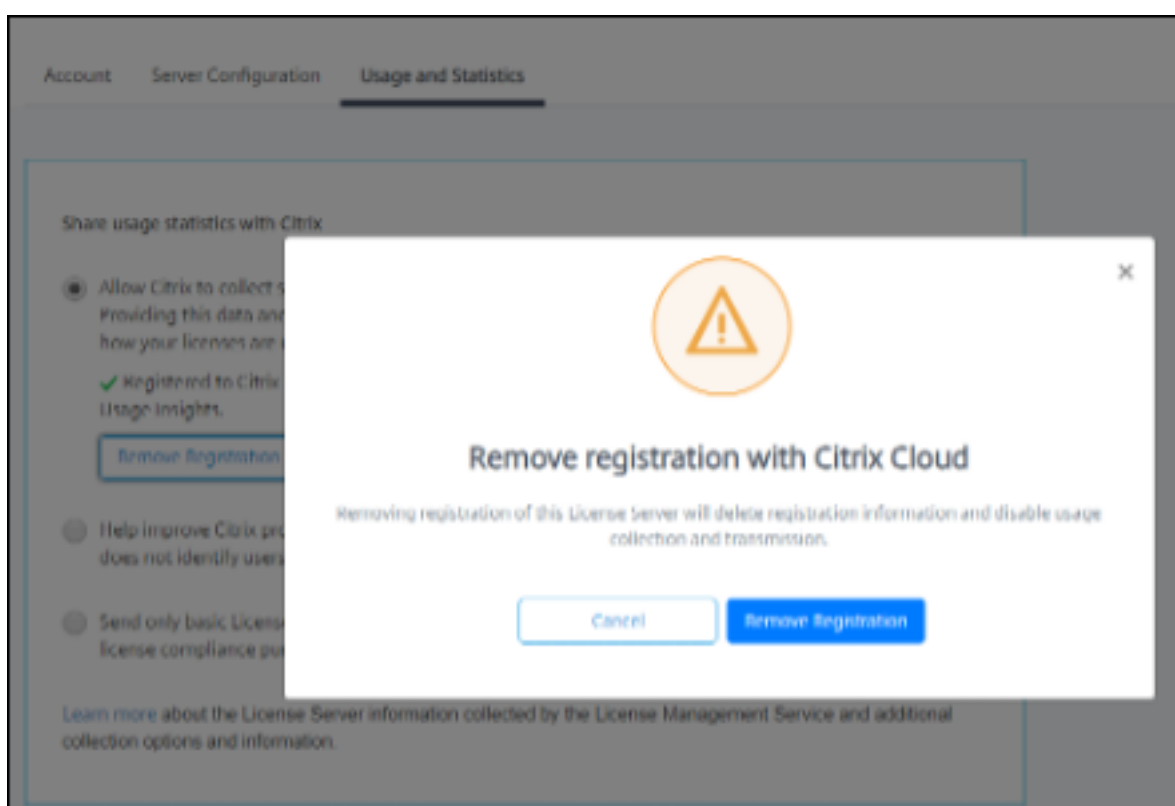 Account Server Configuration Usage and Statistics
Share usage statistics with Citrix
Allow Citrix to collect s
Providing this data and
how your licenses are
✓ Registered to Citrix
Usage Insights.
Remove Registration
Help improve Citrix pro
does not identify users
Send only basic Licens
license compliance pu
Learn more about the License Server information collected by the License Management Service and additional
collection options and information.
×
Remove registration with Citrix Cloud
Removing registration of this License Server will delete registration information and disable usage
collection and transmission.
Cancel Remove Registration